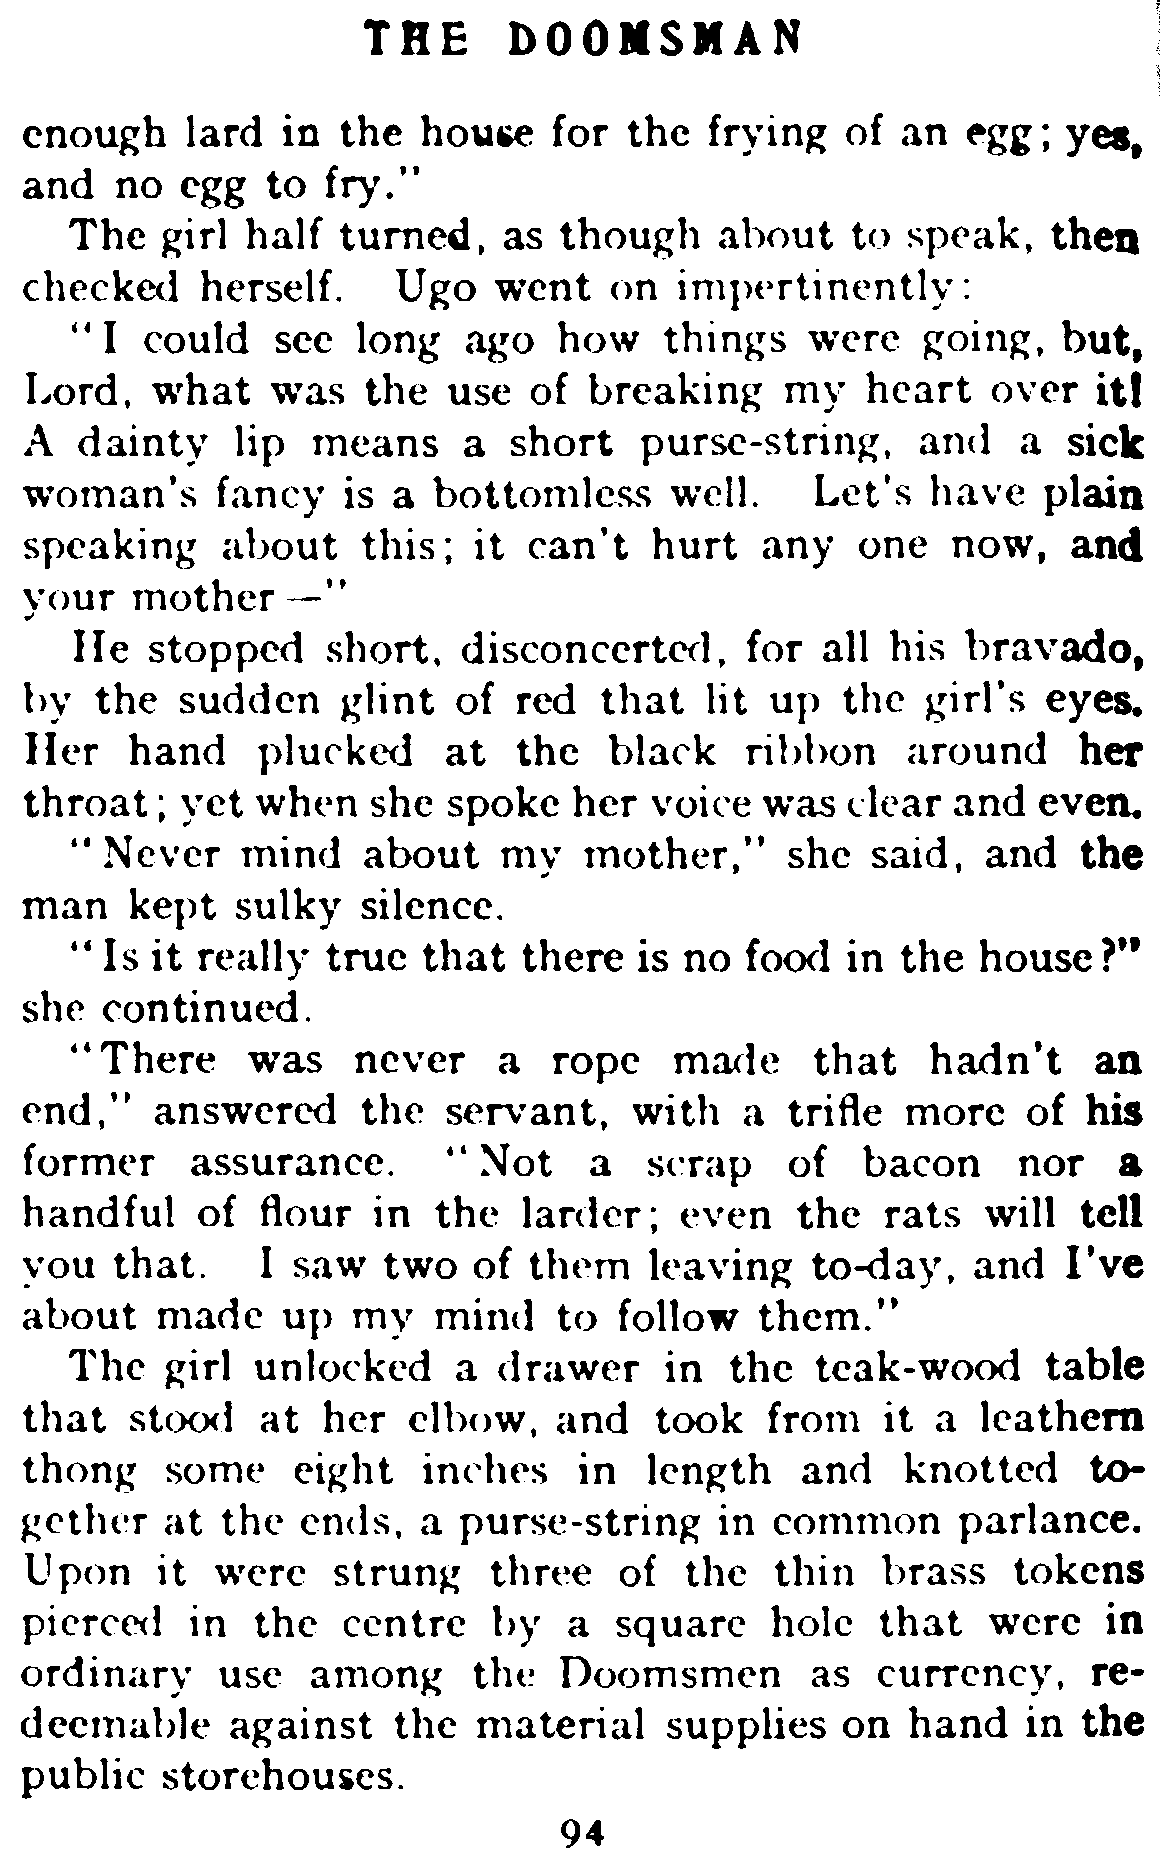 THE DOOMSMAN
enough lard in the house for the frying of an egg; yes,
and no egg to fry."
The girl half turned, as though about to speak, then
checked herself. Ugo went on impertinently:
"I could see long ago how things were going, but,
Lord, what was the use of breaking my heart over it!
A dainty lip means a short purse-string, and a sick
woman's fancy is a bottomless well. Let's have plain
speaking about this; it can't hurt any one now, and
your mother—"
He stopped short, disconcerted, for all his bravado,
by the sudden glint of red that lit up the girl's eyes.
Her hand plucked at the black ribbon around her
throat; yet when she spoke her voice was clear and even.
"Never mind about my mother," she said, and the
man kept sulky silence.
"Is it really true that there is no food in the house?"
she continued.
"There was never a rope made that hadn't an
end," answered the servant, with a trifle more of his
former assurance. "Not a scrap of bacon nor a
handful of flour in the larder; even the rats will tell
you that. I saw two of them leaving to-day, and I've
about made up my mind to follow them."
The girl unlocked a drawer in the teak-wood table
that stood at her elbow, and took from it a leathern
thong some eight inches in length and knotted to-
gether at the ends, a purse-string in common parlance.
Upon it were strung three of the thin brass tokens
pierced in the centre by a square hole that were in
ordinary use among the Doomsmen as currency, re-
deemable against the material supplies on hand in the
public storehouses.
94